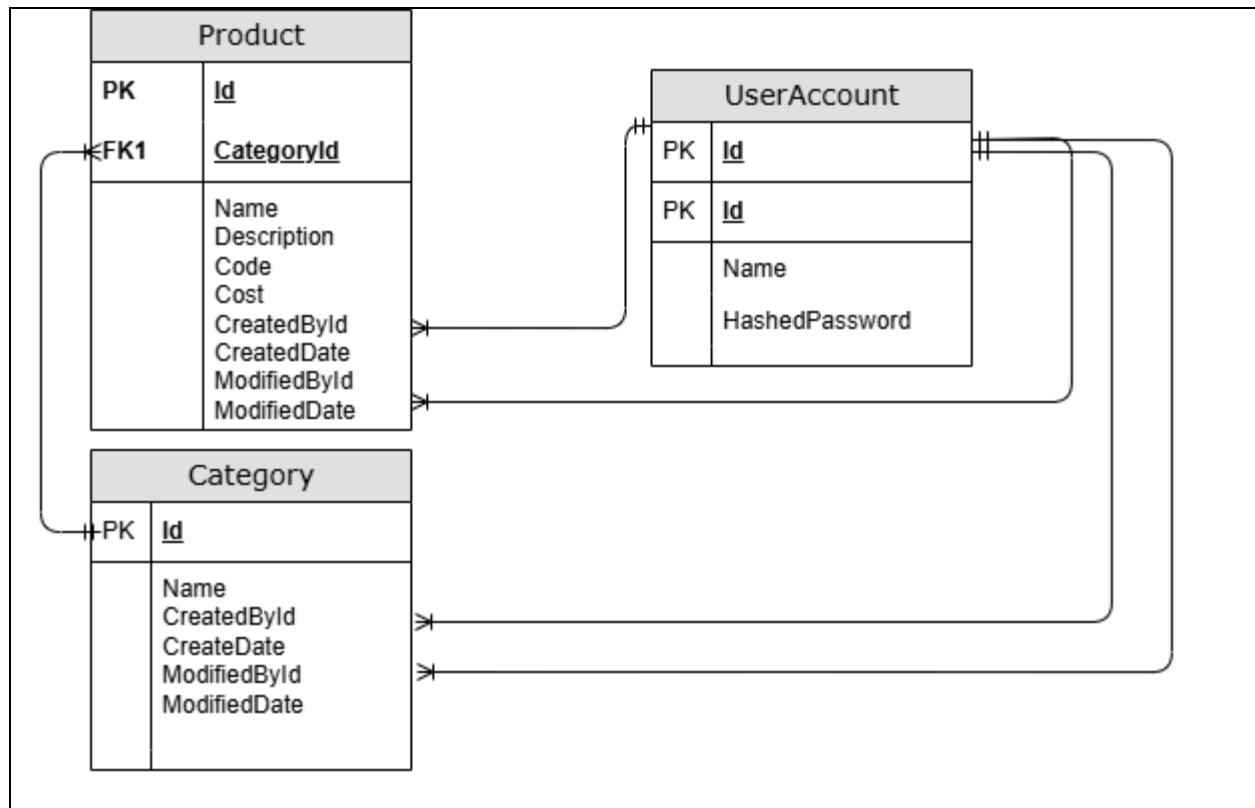 Product
PK Id
FK1 CategoryId
Name
Description
Code
Cost
CreatedById
CreatedDate
ModifiedById
ModifiedDate
UserAccount
PK Id
PK Id
Name
HashedPassword
Category
PK Id
Name
CreatedById
CreateDate
ModifiedById
ModifiedDate